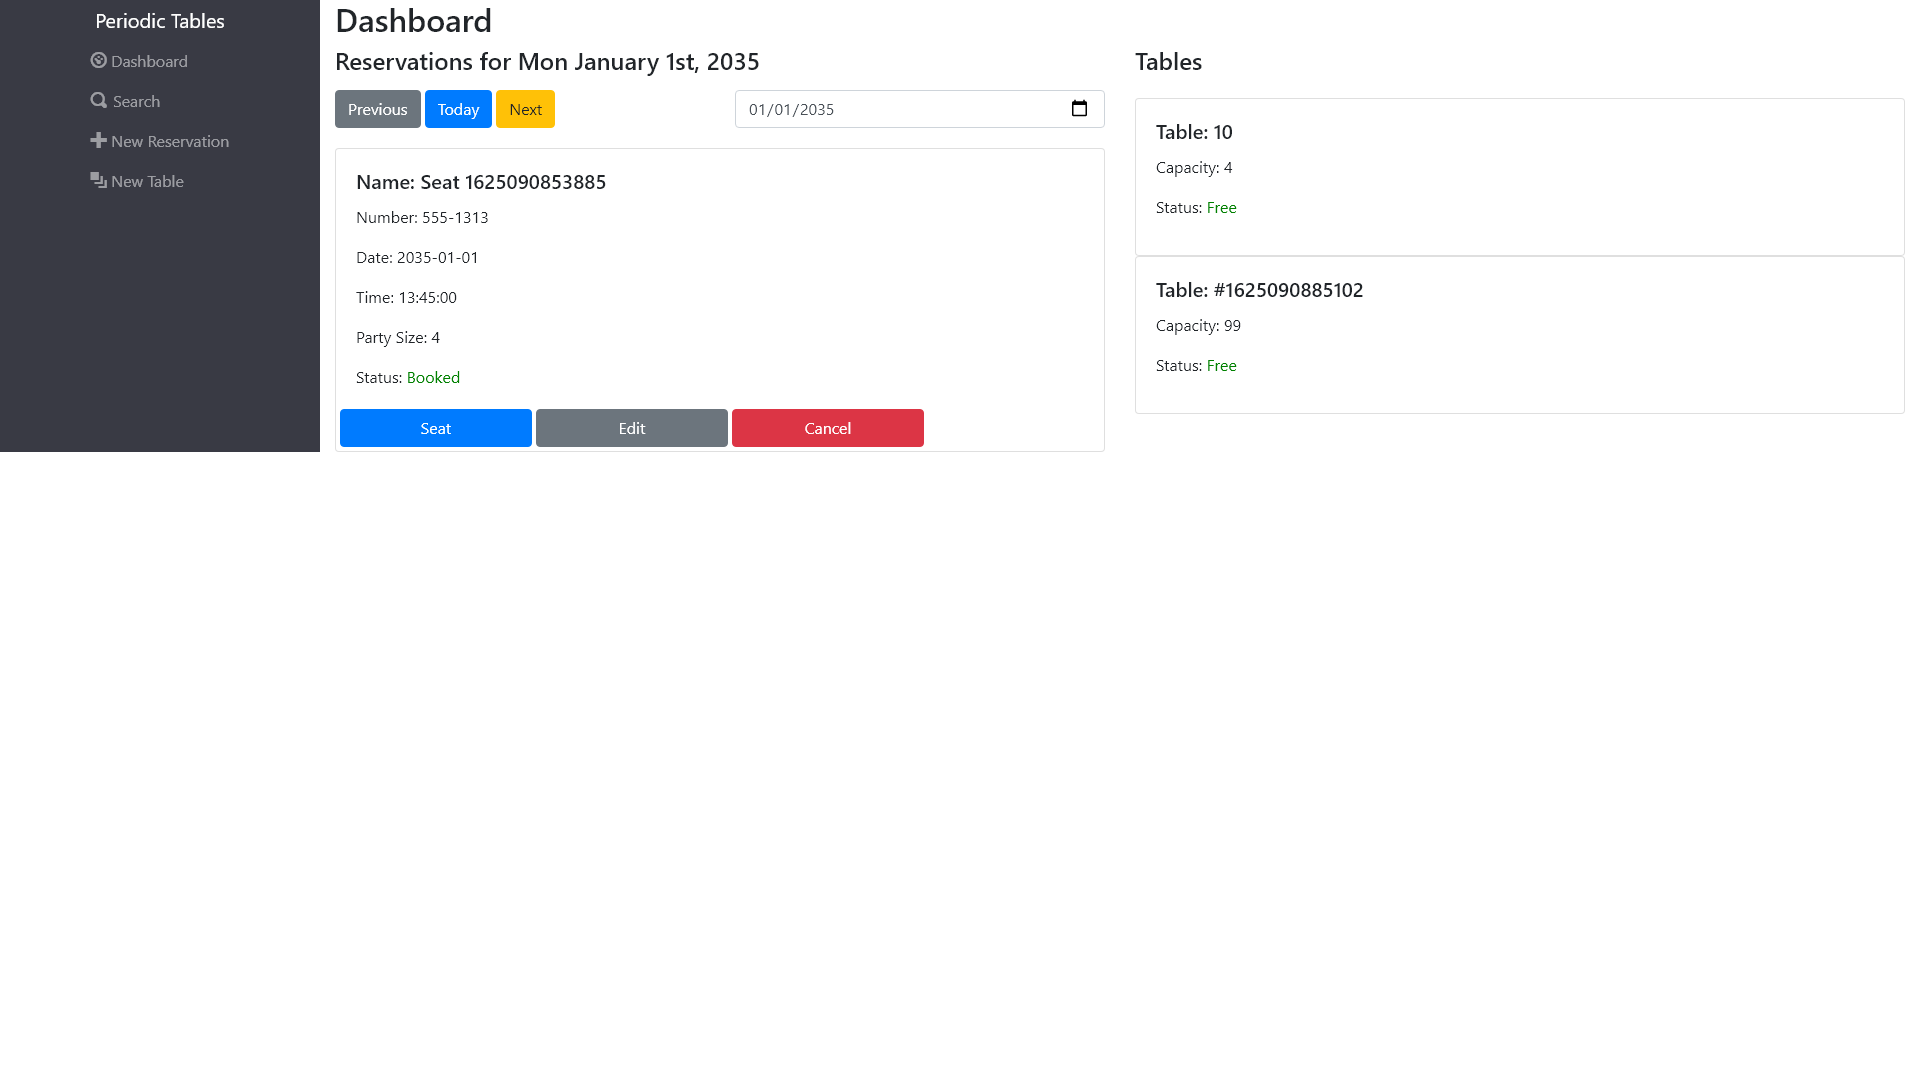 Periodic Tables
Dashboard
Search
New Reservation
New Table
Dashboard
Reservations for Mon January 1st, 2035
Previous
Today
Next
01/01/2035
Name: Seat 1625090853885
Number: 555-1313
Date: 2035-01-01
Time: 13:45:00
Party Size: 4
Status: Booked
Seat
Edit
Cancel
Tables
Table: 10
Capacity: 4
Status: Free
Table: #1625090885102
Capacity: 99
Status: Free